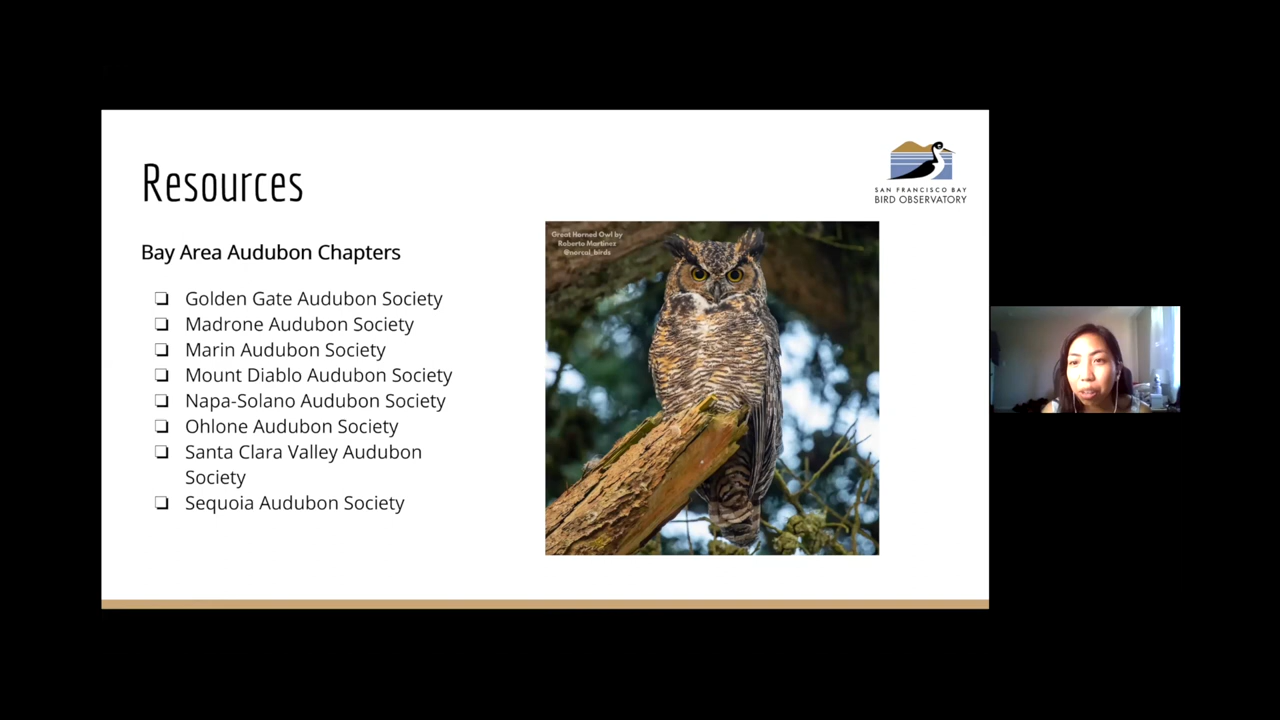 Resources
SAN FRANCISCO BAY
BIRD OBSERVATORY
Bay Area Audubon Chapters
Great Horned Owl by
Roberto Martinez
@norcal_birds
Golden Gate Audubon Society
Madrone Audubon Society
Marin Audubon Society
Mount Diablo Audubon Society
Napa-Solano Audubon Society
Ohlone Audubon Society
Santa Clara Valley Audubon
Society
Sequoia Audubon Society